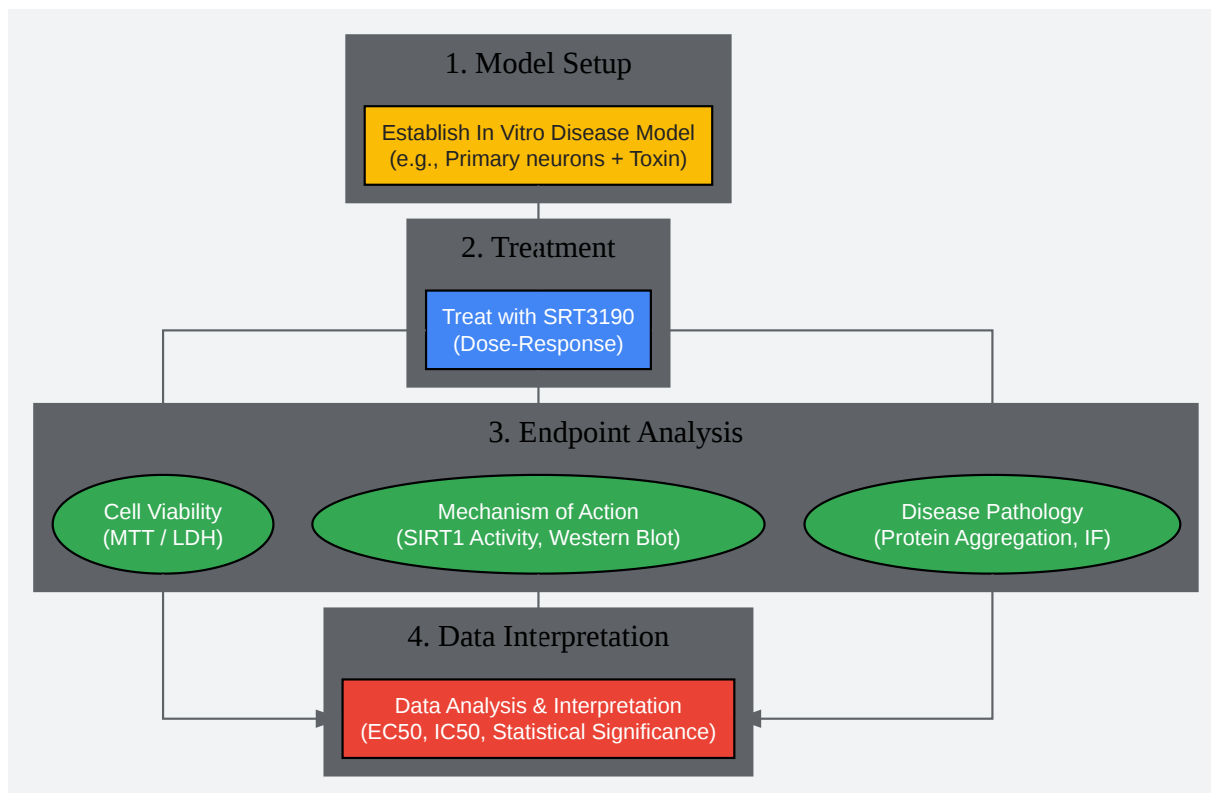 1. Model Setup
Establish In Vitro Disease Model
(e.g., Primary neurons + Toxin)
2. Treatment
Treat with SRT3190
(Dose-Response)
3. Endpoint Analysis
Cell Viability
(MTT / LDH)
Mechanism of Action
(SIRT1 Activity, Western Blot)
Disease Pathology
(Protein Aggregation, IF)
4. Data Interpretation
Data Analysis & Interpretation
(EC50, IC50, Statistical Significance)